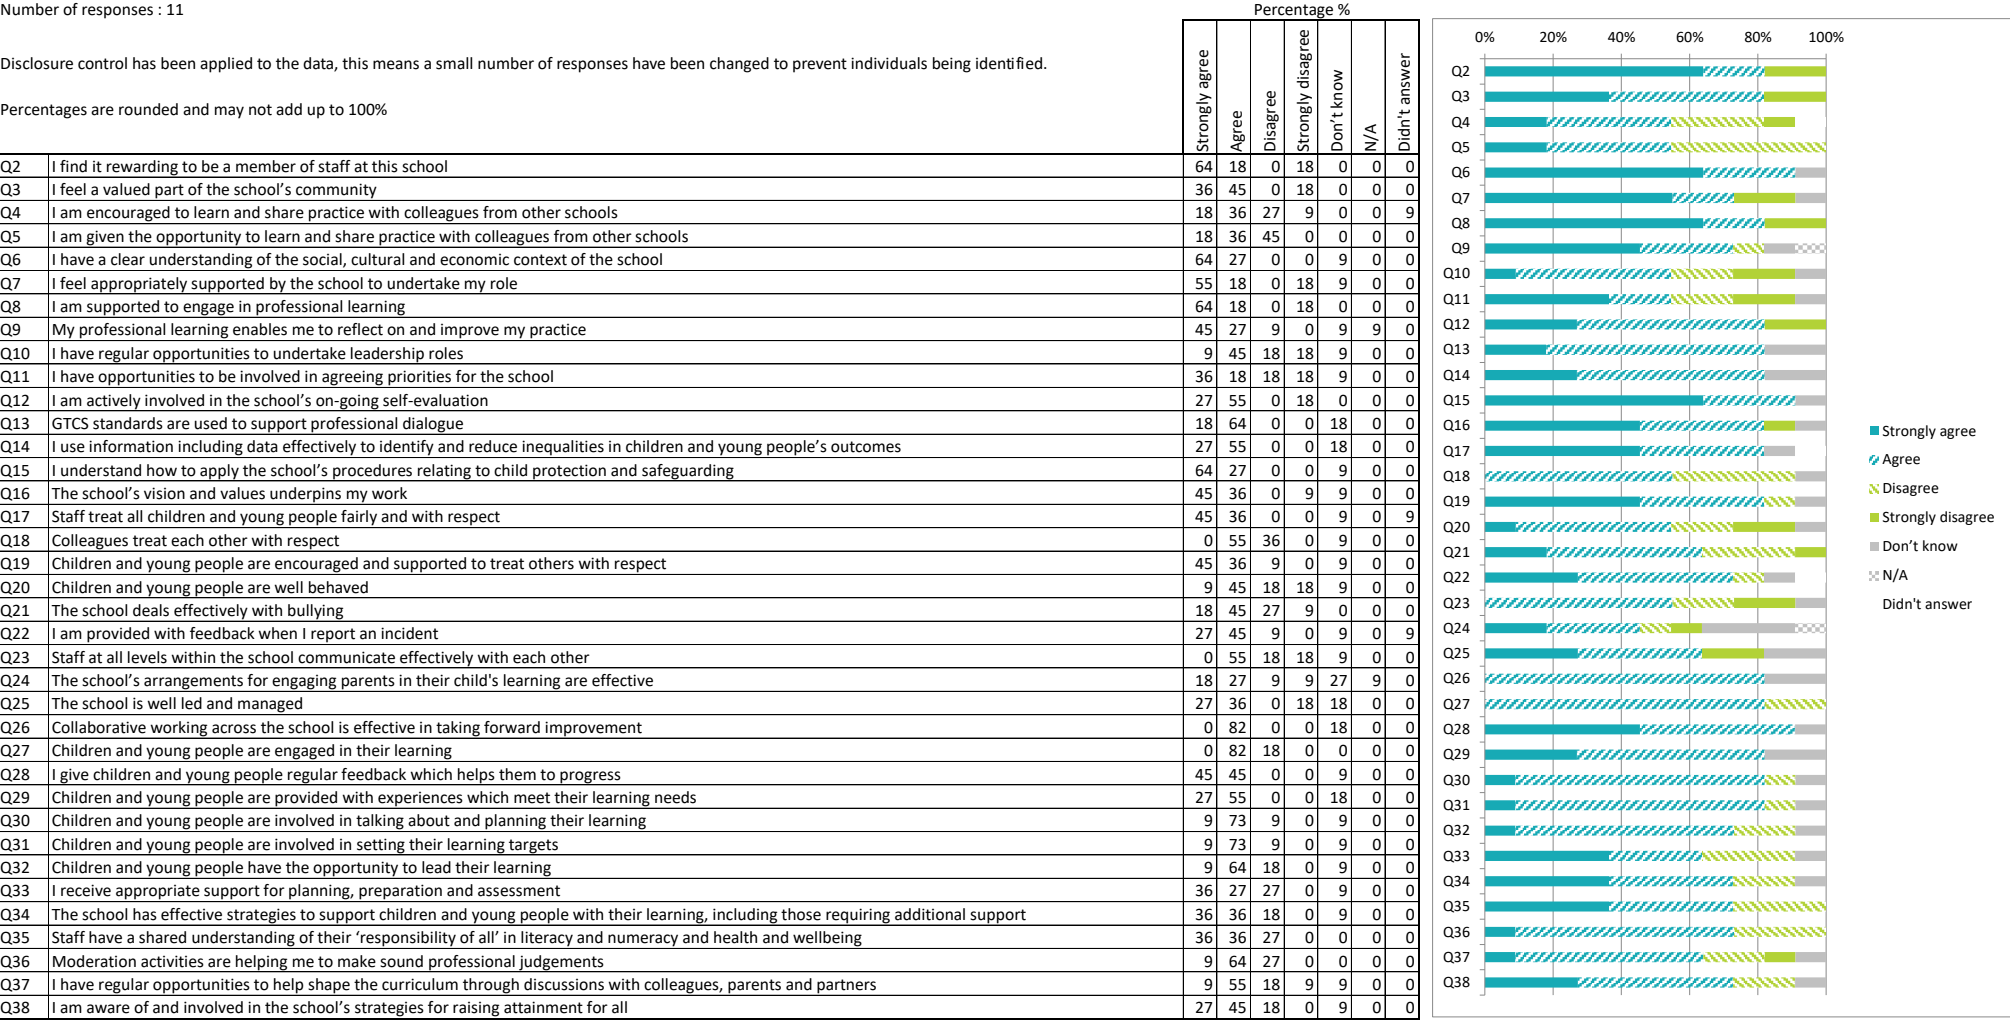 Number of responses : 11
Percentage %
Disclosure control has been applied to the data, this means a small number of responses have been changed to prevent individuals being identified.
Percentages are rounded and may not add up to 100%
Strongly agree
Agree
Disagree
Strongly disagree
Don't know
N/A
Didn't answer
Q2 I find it rewarding to be a member of staff at this school 64 18 0 18 0 0 0
Q3 I feel a valued part of the school's community 36 45 0 18 0 0 0
Q4 I am encouraged to learn and share practice with colleagues from other schools 18 36 27 9 0 0 9
Q5 I am given the opportunity to learn and share practice with colleagues from other schools 18 36 45 0 0 0 0
Q6 I have a clear understanding of the social, cultural and economic context of the school 64 27 0 0 9 0 0
Q7 I feel appropriately supported by the school to undertake my role 55 18 0 18 9 0 0
Q8 I am supported to engage in professional learning 64 18 0 18 0 0 0
Q9 My professional learning enables me to reflect on and improve my practice 45 27 9 0 9 9 0
Q10 I have regular opportunities to undertake leadership roles 9 45 18 18 9 0 0
Q11 I have opportunities to be involved in agreeing priorities for the school 36 18 18 18 9 0 0
Q12 I am actively involved in the school's on-going self-evaluation 27 55 0 18 0 0 0
Q13 GTCS standards are used to support professional dialogue 18 64 0 0 18 0 0
Q14 I use information including data effectively to identify and reduce inequalities in children and young people's outcomes 27 55 0 0 18 0 0
Q15 I understand how to apply the school's procedures relating to child protection and safeguarding 64 27 0 0 9 0 0
Q16 The school's vision and values underpins my work 45 36 0 9 9 0 0
Q17 Staff treat all children and young people fairly and with respect 45 36 0 0 9 0 9
Q18 Colleagues treat each other with respect 0 55 36 0 9 0 0
Q19 Children and young people are encouraged and supported to treat others with respect 45 36 9 0 9 0 0
Q20 Children and young people are well behaved 9 45 18 18 9 0 0
Q21 The school deals effectively with bullying 18 45 27 9 0 0 0
Q22 I am provided with feedback when I report an incident 27 45 9 0 9 0 9
Q23 Staff at all levels within the school communicate effectively with each other 0 55 18 18 9 0 0
Q24 The school's arrangements for engaging parents in their child's learning are effective 18 27 9 9 27 9 0
Q25 The school is well led and managed 27 36 0 18 18 0 0
Q26 Collaborative working across the school is effective in taking forward improvement 0 82 0 0 18 0 0
Q27 Children and young people are engaged in their learning 0 82 18 0 0 0 0
Q28 I give children and young people regular feedback which helps them to progress 45 45 0 0 9 0 0
Q29 Children and young people are provided with experiences which meet their learning needs 27 55 0 0 18 0 0
Q30 Children and young people are involved in talking about and planning their learning 9 73 9 0 9 0 0
Q31 Children and young people are involved in setting their learning targets 9 73 9 0 9 0 0
Q32 Children and young people have the opportunity to lead their learning 9 64 18 0 9 0 0
Q33 I receive appropriate support for planning, preparation and assessment 36 27 27 0 9 0 0
Q34 The school has effective strategies to support children and young people with their learning, including those requiring additional support 36 36 18 0 9 0 0
Q35 Staff have a shared understanding of their 'responsibility of all' in literacy and numeracy and health and wellbeing 36 36 27 0 0 0 0
Q36 Moderation activities are helping me to make sound professional judgements 9 64 27 0 0 0 0
Q37 I have regular opportunities to help shape the curriculum through discussions with colleagues, parents and partners 9 55 18 9 9 0 0
Q38 I am aware of and involved in the school's strategies for raising attainment for all 27 45 18 0 9 0 0
0% 20% 40% 60% 80% 100%
Q2
Q3
Q4
Q5
Q6
Q7
Q8
Q9
Q10
Q11
Q12
Q13
Q14
Q15
Q16
Q17
Q18
Q19
Q20
Q21
Q22
Q23
Q24
Q25
Q26
Q27
Q28
Q29
Q30
Q31
Q32
Q33
Q34
Q35
Q36
Q37
Q38
Strongly agree
Agree
Disagree
Strongly disagree
Don't know
N/A
Didn't answer